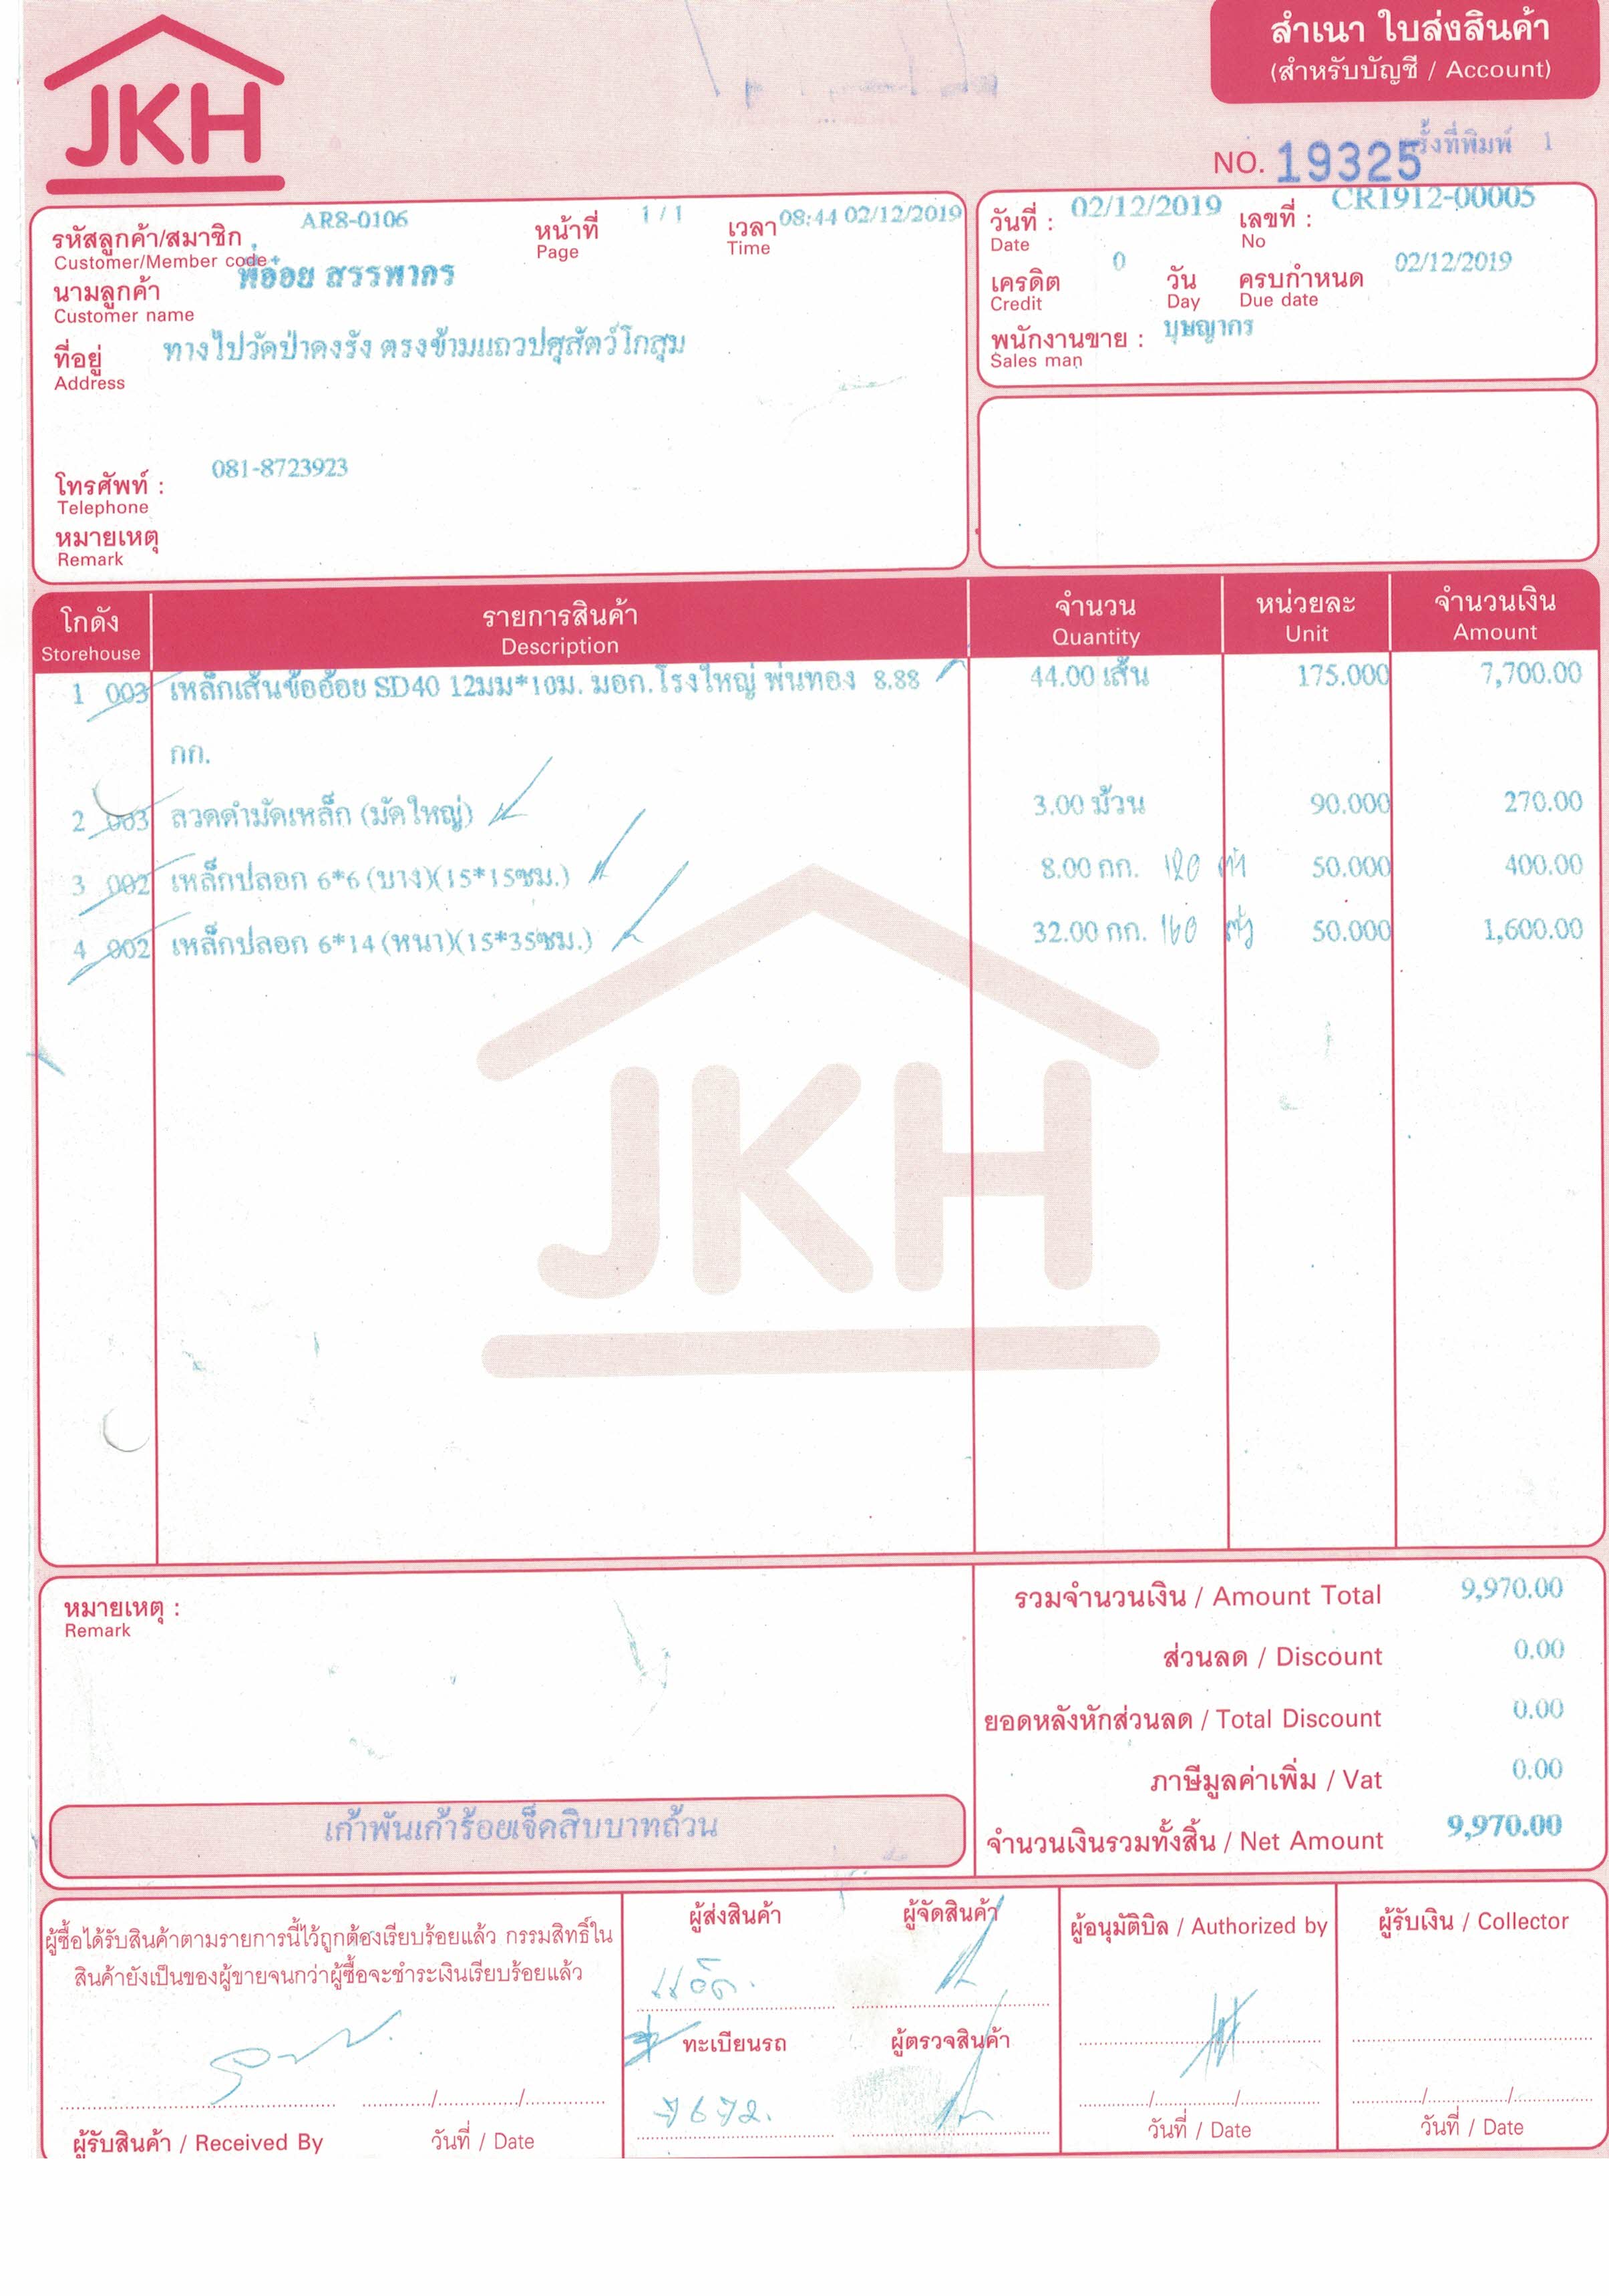 JKH
สำเนา ใบส่งสินค้า
(สำหรับบัญชี / Account)
ครั้งที่พิมพ์ 1
NO. 19325
รหัสลูกค้า/สมาชิก AR8-0106 หน้าที่ 1 / 1 เวลา 08:44 02/12/2019
Customer/Member code Page Time
นามลูกค้า พี่อ๋อย สรรพากร
Customer name
ที่อยู่ ทางไปวัดป่าดงรัง ตรงข้ามแถวปศุสัตว์โกสุม
Address
โทรศัพท์ : 081-8723923
Telephone
หมายเหตุ
Remark
วันที่ : 02/12/2019 เลขที่ : CR1912-00005
Date No
เครดิต 0 วัน ครบกำหนด 02/12/2019
Credit Day Due date
พนักงานขาย : บุษญากร
Sales man
โกดัง รายการสินค้า จำนวน หน่วยละ จำนวนเงิน
Storehouse Description Quantity Unit Amount
1 003 เหล็กเส้นข้ออ้อย SD40 12มม*10ม. มอก.โรงใหญ่ พ่นทอง 8.88 44.00 เส้น 175.000 7,700.00
กก.
2 003 ลวดดำมัดเหล็ก (มัดใหญ่) 3.00 ม้วน 90.000 270.00
3 002 เหล็กปลอก 6*6 (บาง)(15*15ซม.) 8.00 กก. 120 50.000 400.00
4 002 เหล็กปลอก 6*14 (หนา)(15*35ซม.) 32.00 กก. 160 50.000 1,600.00
JKH
หมายเหตุ :
Remark
รวมจำนวนเงิน / Amount Total 9,970.00
ส่วนลด / Discount 0.00
ยอดหลังหักส่วนลด / Total Discount 0.00
ภาษีมูลค่าเพิ่ม / Vat 0.00
เก้าพันเก้าร้อยเจ็ดสิบบาทถ้วน
จำนวนเงินรวมทั้งสิ้น / Net Amount 9,970.00
ผู้ซื้อได้รับสินค้าตามรายการนี้ไว้ถูกต้องเรียบร้อยแล้ว กรรมสิทธิ์ใน
สินค้ายังเป็นของผู้ขายจนกว่าผู้ซื้อจะชำระเงินเรียบร้อยแล้ว
ผู้รับสินค้า / Received By วันที่ / Date
ผู้ส่งสินค้า ผู้จัดสินค้า
ทะเบียนรถ ผู้ตรวจสินค้า
7672.
ผู้อนุมัติบิล / Authorized by
วันที่ / Date
ผู้รับเงิน / Collector
วันที่ / Date